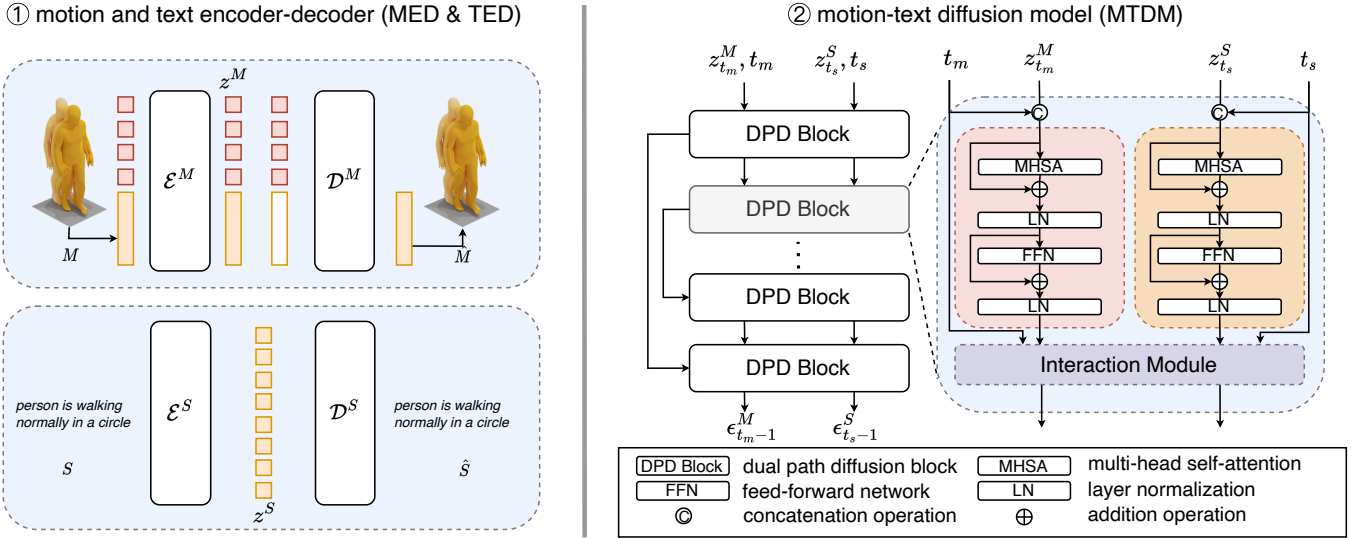 ① motion and text encoder-decoder (MED & TED)
z^M
ℰ^M
𝒟^M
M
M̂
person is walking
normally in a circle
S
ℰ^S
𝒟^S
person is walking
normally in a circle
Ŝ
z^S
② motion-text diffusion model (MTDM)
z^M_{t_m}, t_m
z^S_{t_s}, t_s
DPD Block
DPD Block
⋮
DPD Block
DPD Block
ϵ^M_{t_m−1}
ϵ^S_{t_s−1}
t_m
z^M_{t_m}
z^S_{t_s}
t_s
©
©
MHSA
LN
FFN
LN
MHSA
LN
FFN
LN
Interaction Module
DPD Block dual path diffusion block
MHSA multi-head self-attention
FFN feed-forward network
LN layer normalization
© concatenation operation
⊕ addition operation